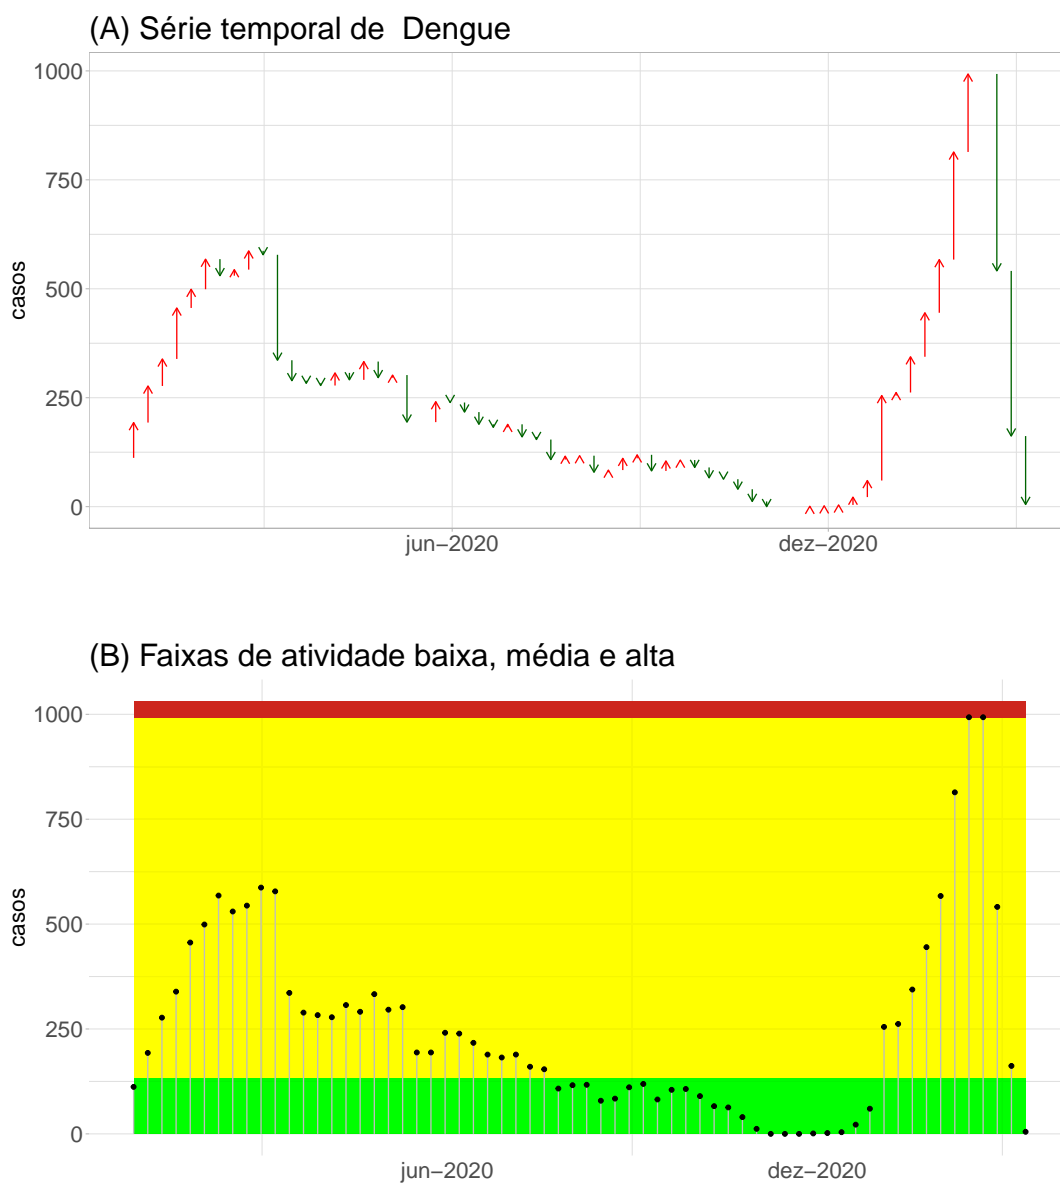 (A) Série temporal de  Dengue
1000
750
500
250
0
casos
jun−2020
dez−2020
(B) Faixas de atividade baixa, média e alta
1000
750
500
250
0
casos
jun−2020
dez−2020